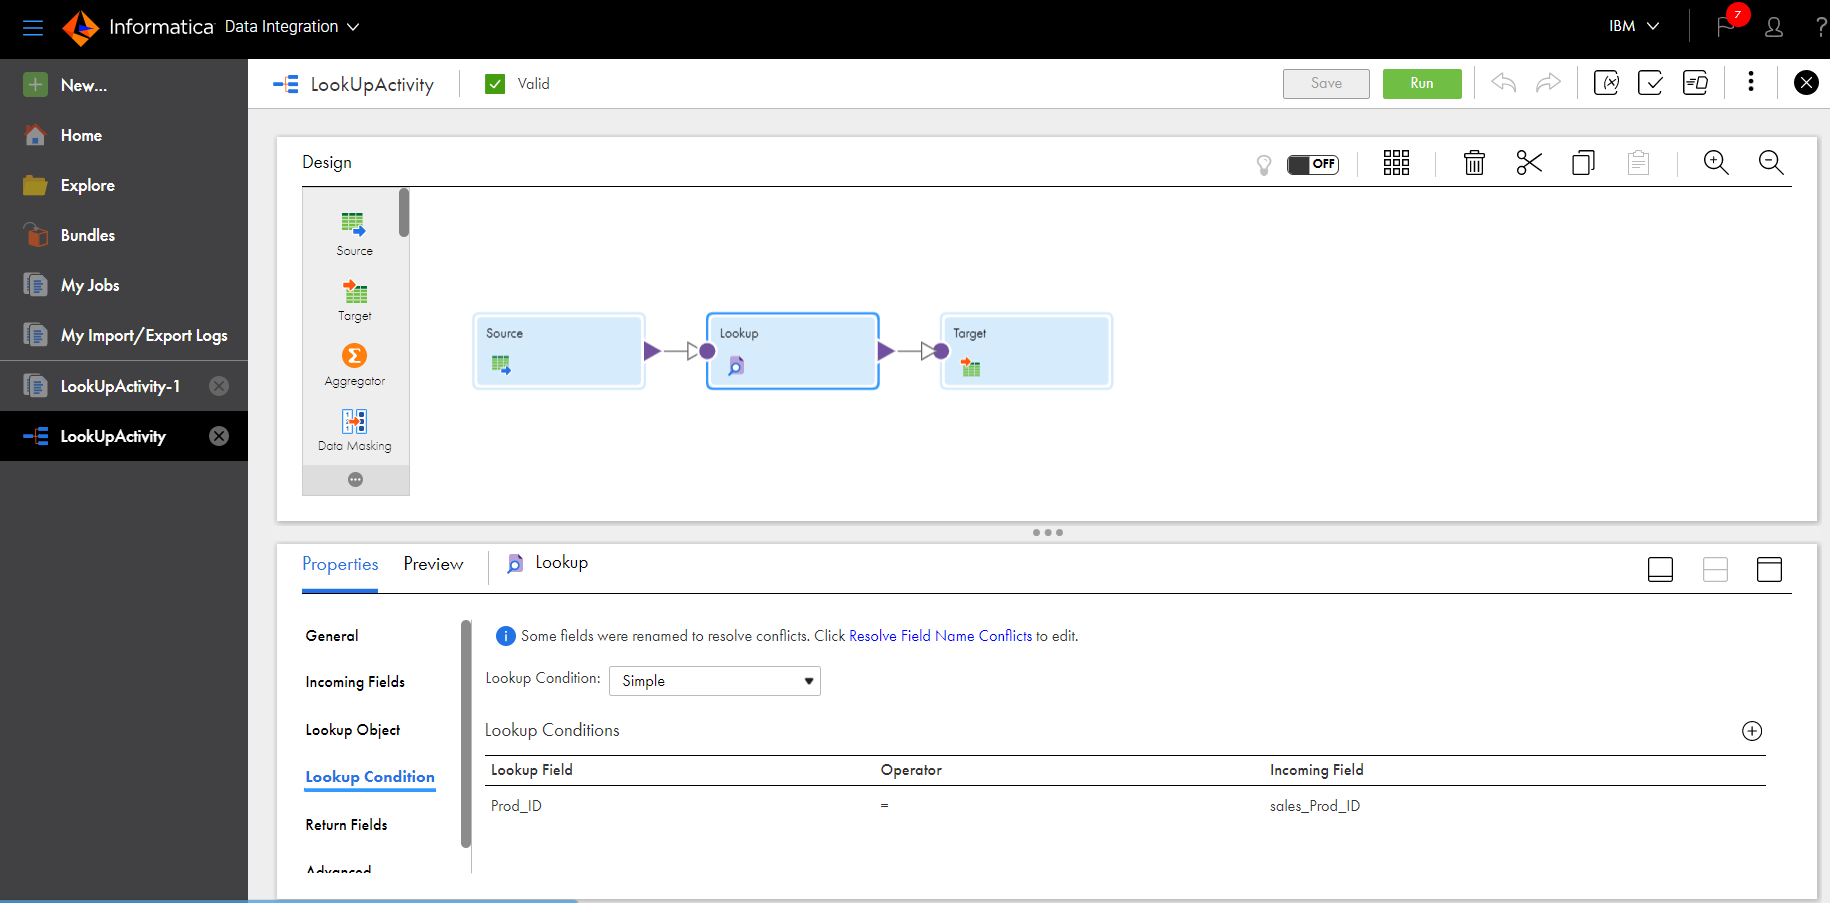 Informatica Data Integration
IBM
7
?
New...
Home
Explore
Bundles
My Jobs
My Import/Export Logs
LookUpActivity-1
LookUpActivity
LookUpActivity
Valid
Save
Run
Design
OFF
Source
Target
Aggregator
Data Masking
Source
Lookup
Target
Properties
Preview
Lookup
General
Incoming Fields
Lookup Object
Lookup Condition
Return Fields
Advanced
Some fields were renamed to resolve conflicts. Click Resolve Field Name Conflicts to edit.
Lookup Condition: Simple
Lookup Conditions
Lookup Field Operator Incoming Field
Prod_ID = sales_Prod_ID